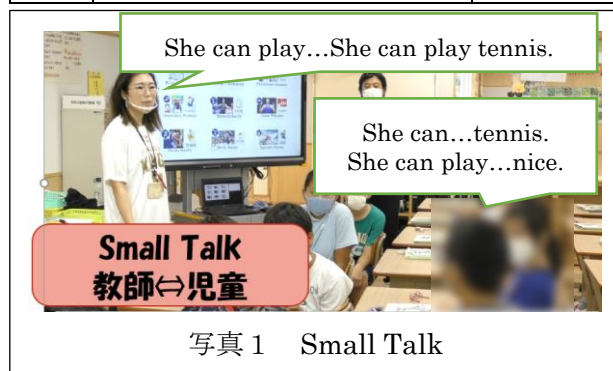 She can play…She can play tennis.
She can…tennis.
She can play…nice.
Small Talk
教師⇔児童
写真１　Small Talk